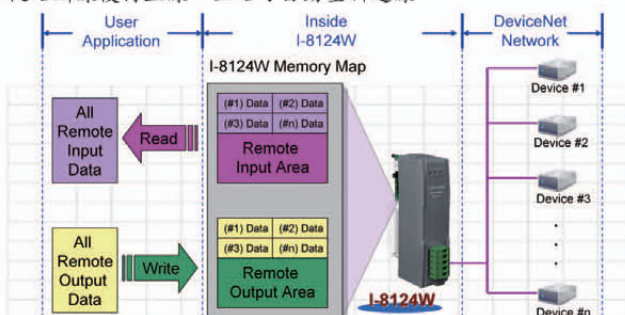 User
Application
Inside
I-8124W
DeviceNet
Network
I-8124W Memory Map
All
Remote
Input
Data
Read
(#1) Data
(#2) Data
(#3) Data
(#n) Data
Remote
Input Area
All
Remote
Output
Data
Write
(#1) Data
(#2) Data
(#3) Data
(#n) Data
Remote
Output Area
I-8124W
Device #1
Device #2
Device #3
Device #n